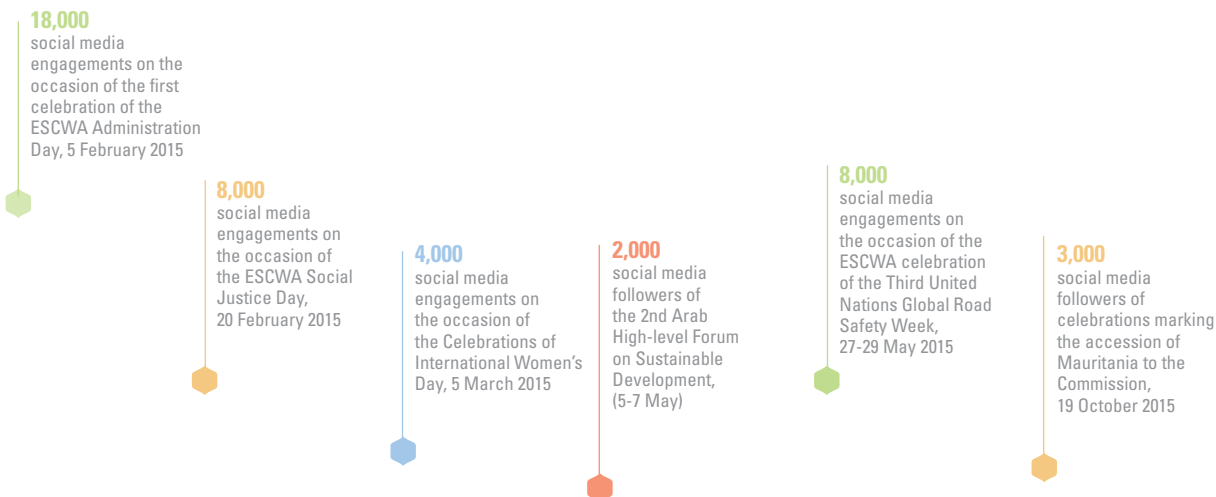 18,000
social media
engagements on the
occasion of the first
celebration of the
ESCWA Administration
Day, 5 February 2015
8,000
social media
engagements on
the occasion of
the ESCWA Social
Justice Day,
20 February 2015
4,000
social media
engagements on
the occasion of
the Celebrations of
International Women's
Day, 5 March 2015
2,000
social media
followers of
the 2nd Arab
High-level Forum
on Sustainable
Development,
(5-7 May)
8,000
social media
engagements on
the occasion of the
ESCWA celebration
of the Third United
Nations Global Road
Safety Week,
27-29 May 2015
3,000
social media
followers of
celebrations marking
the accession of
Mauritania to the
Commission,
19 October 2015